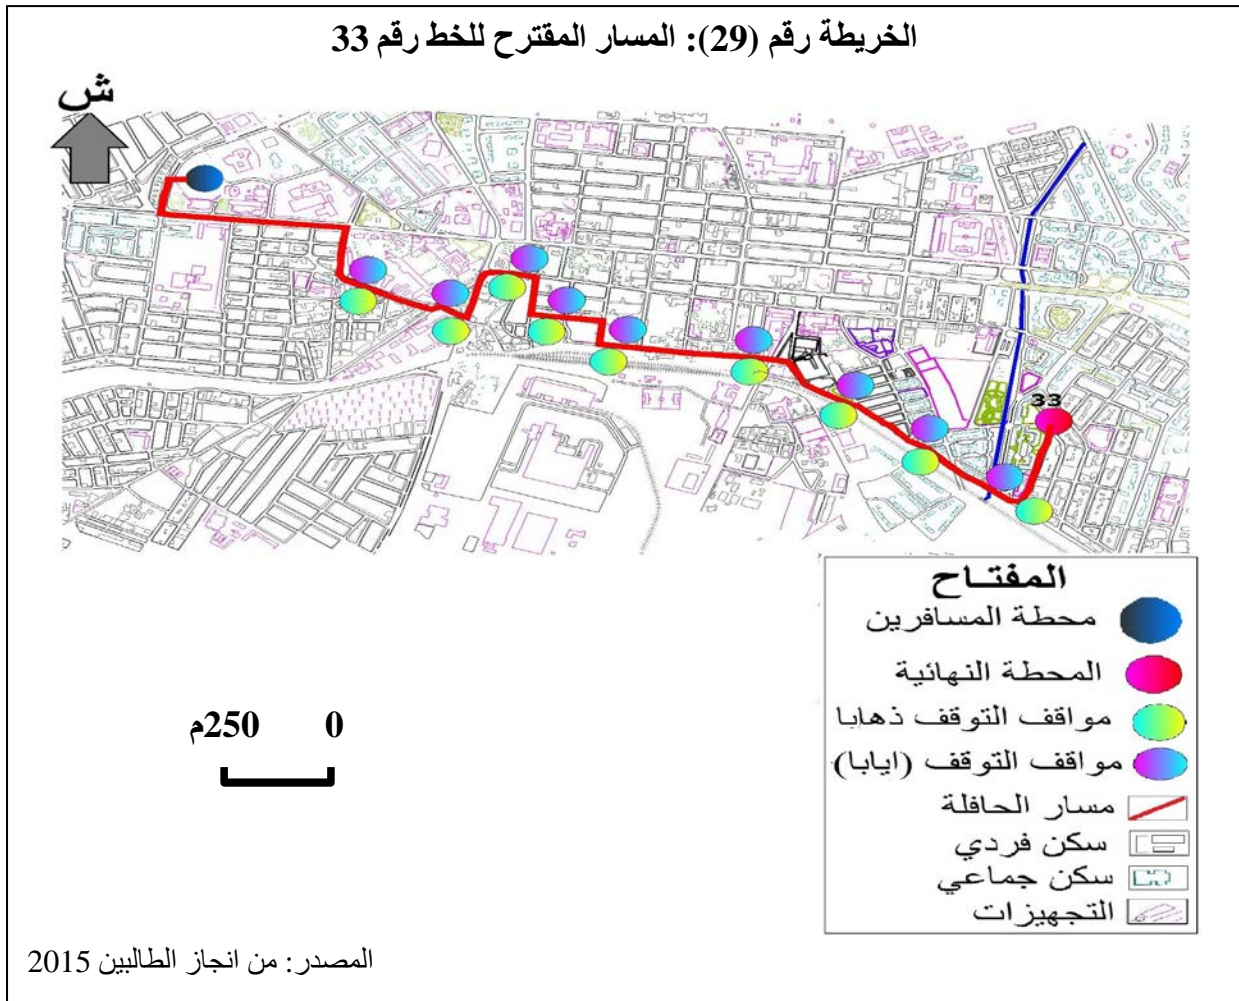 الخريطة رقم (29): المسار المقترح للخط رقم 33
ش
33
المفتاح
محطة المسافرين
المحطة النهائية
مواقف التوقف ذهابا
مواقف التوقف (ايابا)
مسار الحافلة
سكن فردي
سكن جماعي
التجهيزات
0 250م
المصدر: من انجاز الطالبين 2015